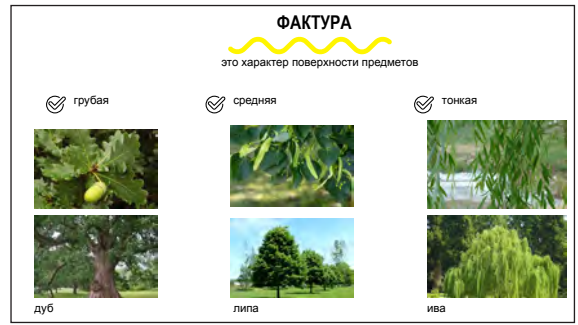 ФАКТУРА
это характер поверхности предметов
грубая
средняя
тонкая
дуб
липа
ива